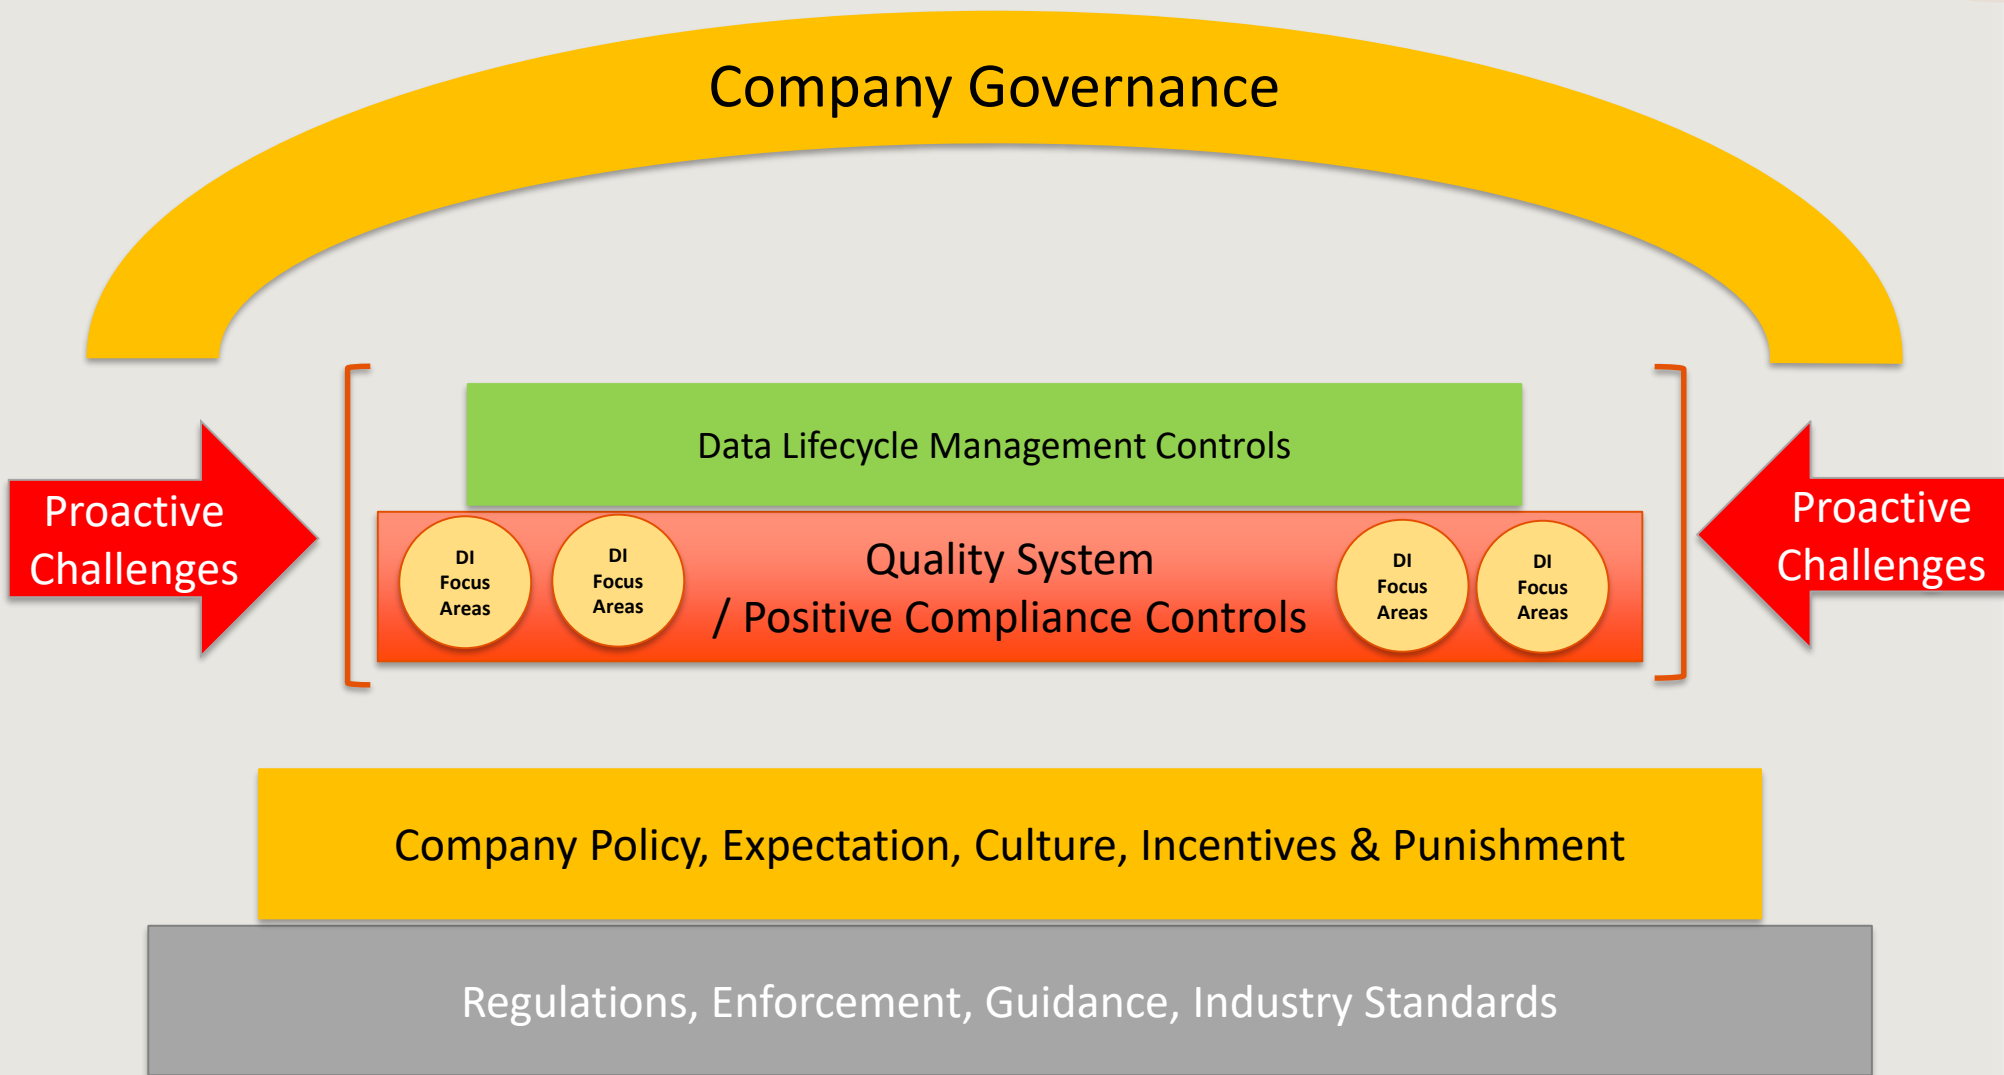 Company Governance
Data Lifecycle Management Controls
Proactive
Challenges
DI
Focus
Areas
DI
Focus
Areas
Quality System
/ Positive Compliance Controls
DI
Focus
Areas
DI
Focus
Areas
Proactive
Challenges
Company Policy, Expectation, Culture, Incentives & Punishment
Regulations, Enforcement, Guidance, Industry Standards